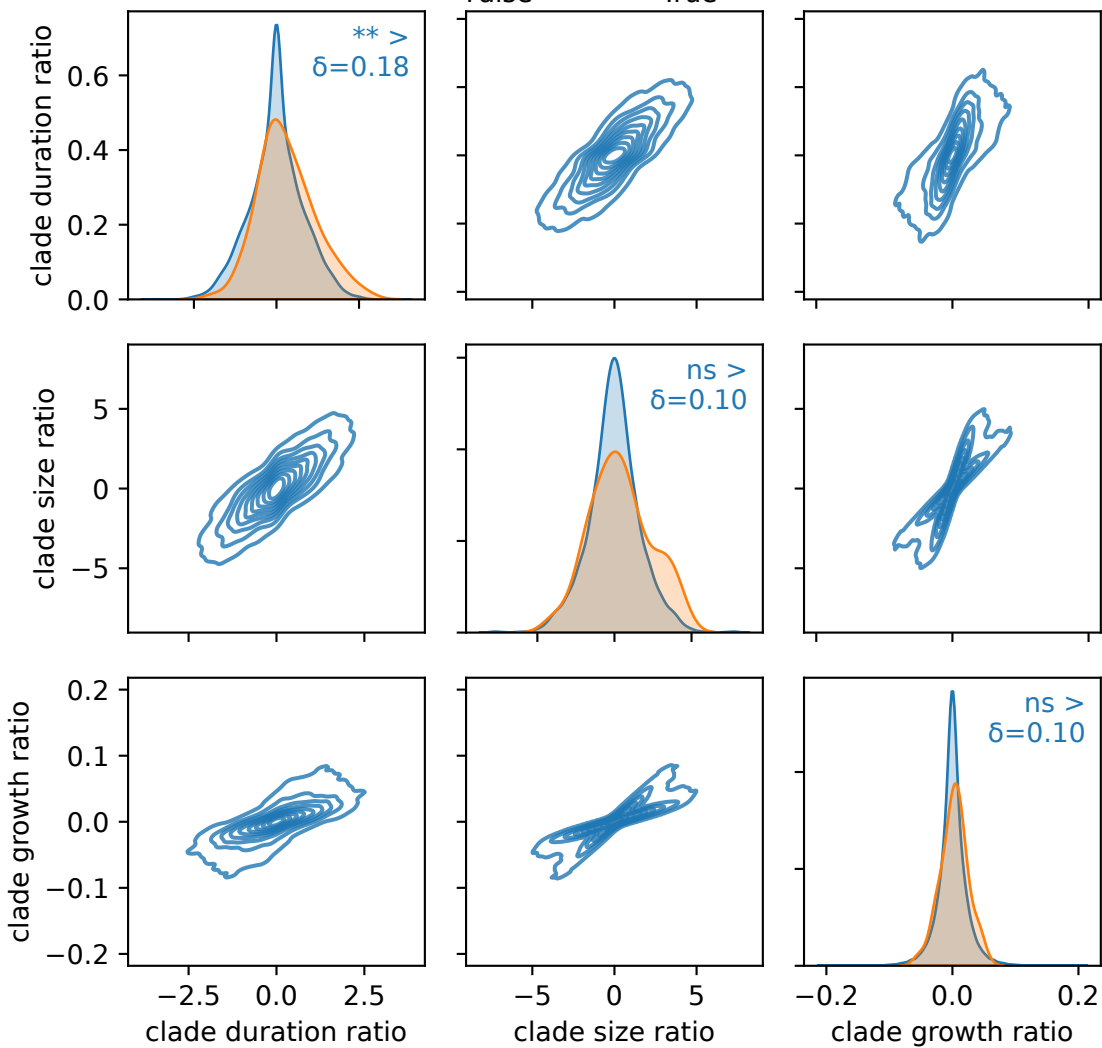 ** >
δ=0.18
clade duration ratio
0.6
0.4
0.2
0.0
ns >
δ=0.10
clade size ratio
5
0
−5
ns >
δ=0.10
clade growth ratio
0.2
0.1
0.0
−0.1
−0.2
−2.5 0.0 2.5
−5 0 5
−0.2 0.0 0.2
clade duration ratio
clade size ratio
clade growth ratio